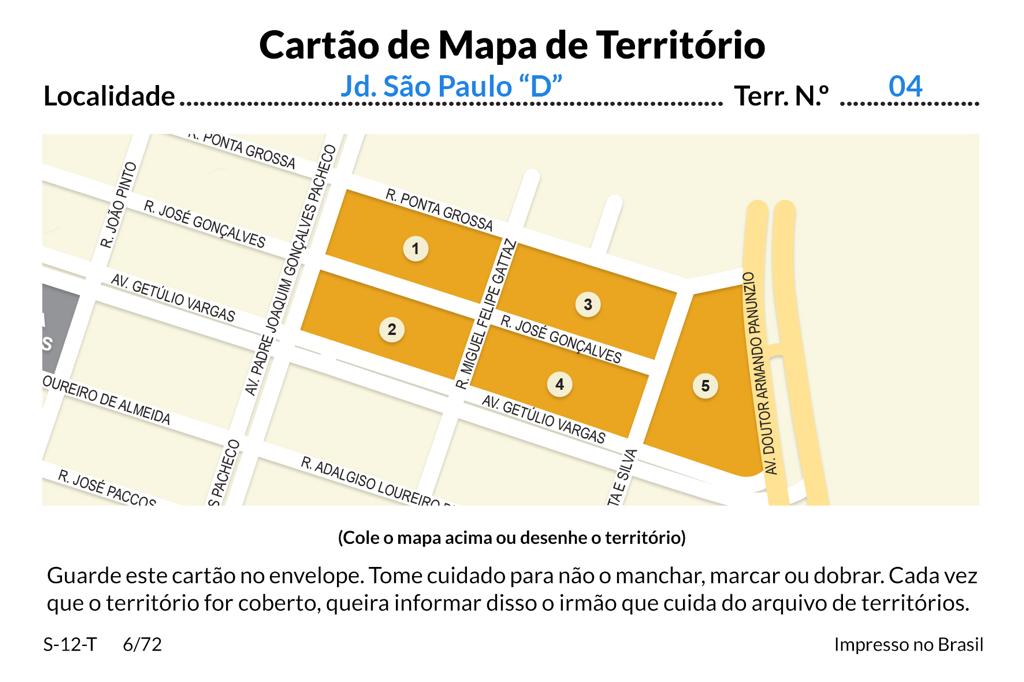 Cartão de Mapa de Território
Localidade Jd. São Paulo “D” Terr. N.º 04
R. PONTA GROSSA
R. JOÃO PINTO
R. JOSÉ GONÇALVES
AV. PADRE JOAQUIM GONÇALVES PACHECO
R. PONTA GROSSA
1
R. MIGUEL FELIPE GATTAZ
3
AV. GETÚLIO VARGAS
2
R. JOSÉ GONÇALVES
4
5
AV. DOUTOR ARMANDO PANUNZIO
S
OUREIRO DE ALMEIDA
AV. GETÚLIO VARGAS
R. JOSÉ PACCOS
S PACHECO
R. ADALGISO LOUREIRO
TA E SILVA
(Cole o mapa acima ou desenhe o território)
Guarde este cartão no envelope. Tome cuidado para não o manchar, marcar ou dobrar. Cada vez
que o território for coberto, queira informar disso o irmão que cuida do arquivo de territórios.
S-12-T 6/72
Impresso no Brasil